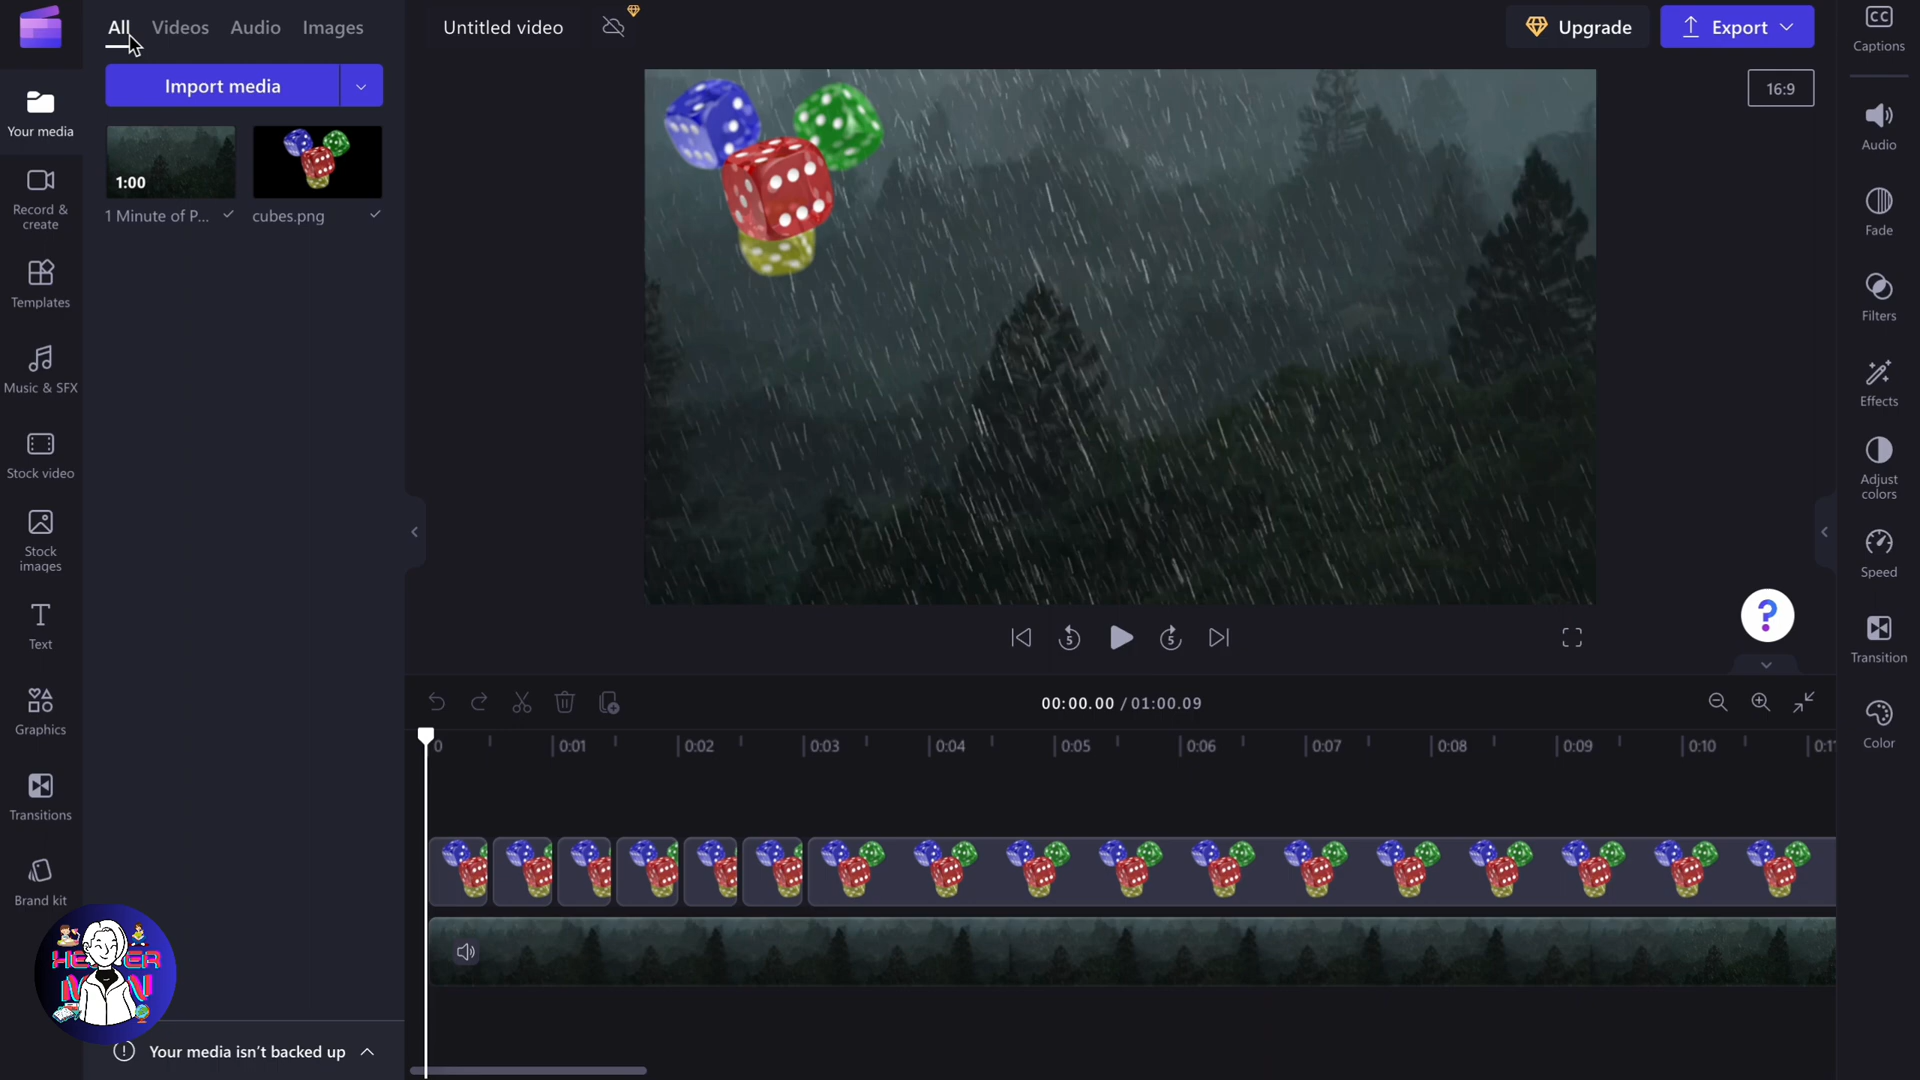 All Videos Audio Images
Untitled video
Upgrade
Export
Captions
Import media
16:9
Your media
1:00
1 Minute of P...
cubes.png
Record &
create
Templates
Music & SFX
Stock video
Stock
images
Text
Graphics
Transitions
Brand kit
Audio
Fade
Filters
Effects
Adjust
colors
Speed
Transition
Color
5
5
?
00:00.00 / 01:00.09
0 0:01 0:02 0:03 0:04 0:05 0:06 0:07 0:08 0:09 0:10 0:11
Your media isn't backed up